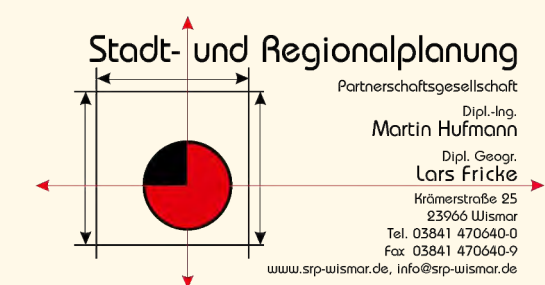 Stadt- und Regionalplanung
Partnerschaftsgesellschaft
Dipl.-Ing.
Martin Hufmann
Dipl. Geogr.
Lars Fricke
Krämerstraße 25
23966 Wismar
Tel. 03841 470640-0
Fax 03841 470640-9
www.srp-wismar.de, info@srp-wismar.de